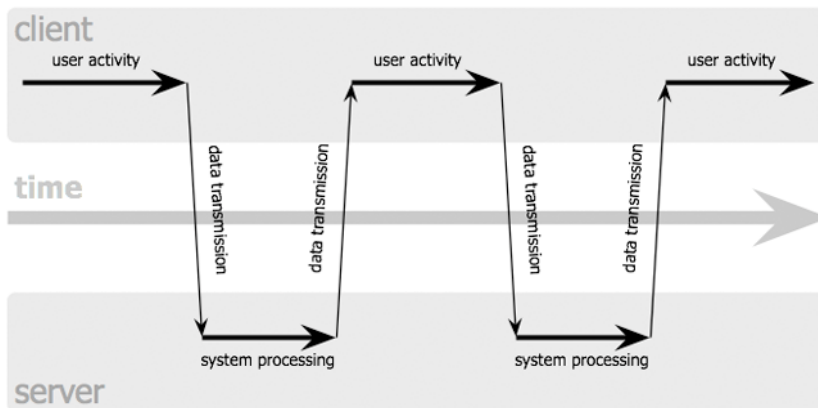 client
user activity
user activity
user activity
data transmission
data transmission
data transmission
data transmission
time
system processing
system processing
server